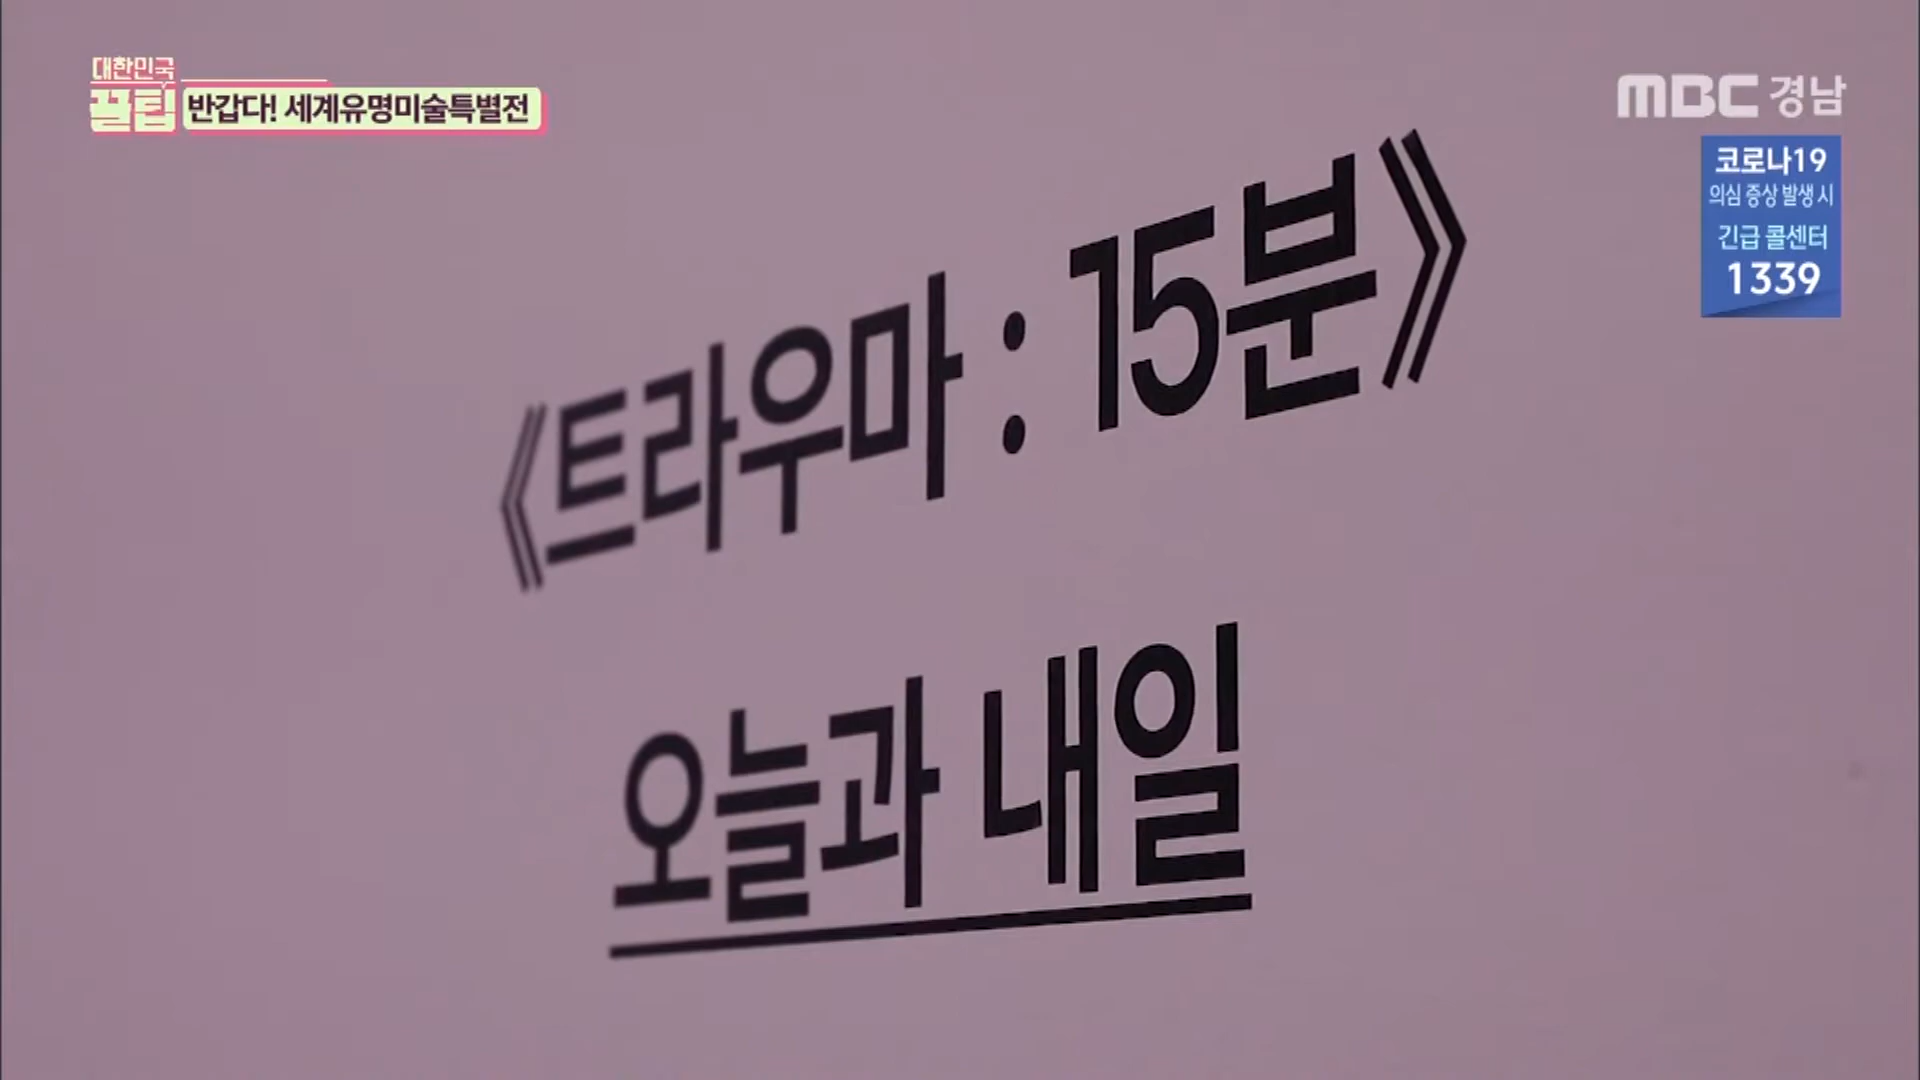 대한민국
꿀팁 반갑다! 세계유명미술특별전
MBC 경남
코로나19
의심 증상 발생 시
긴급 콜센터
1339
《트라우마 : 15분》
오늘과 내일